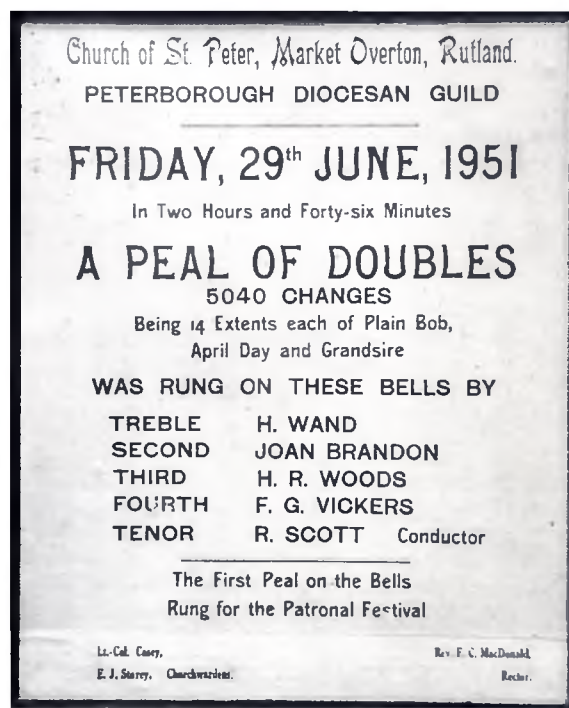 Church of St. Peter, Market Overton, Rutland.
PETERBOROUGH DIOCESAN GUILD
FRIDAY, 29th JUNE, 1951
In Two Hours and Forty-six Minutes
A PEAL OF DOUBLES
5040 CHANGES
Being 14 Extents each of Plain Bob,
April Day and Grandsire
WAS RUNG ON THESE BELLS BY
TREBLE H. WAND
SECOND JOAN BRANDON
THIRD H. R. WOODS
FOURTH F. G. VICKERS
TENOR R. SCOTT Conductor
The First Peal on the Bells
Rung for the Patronal Festival
Lt.-Col. Casey, Rev. F. C. MacDonald,
E. J. Storey, Churchwardens. Rector.